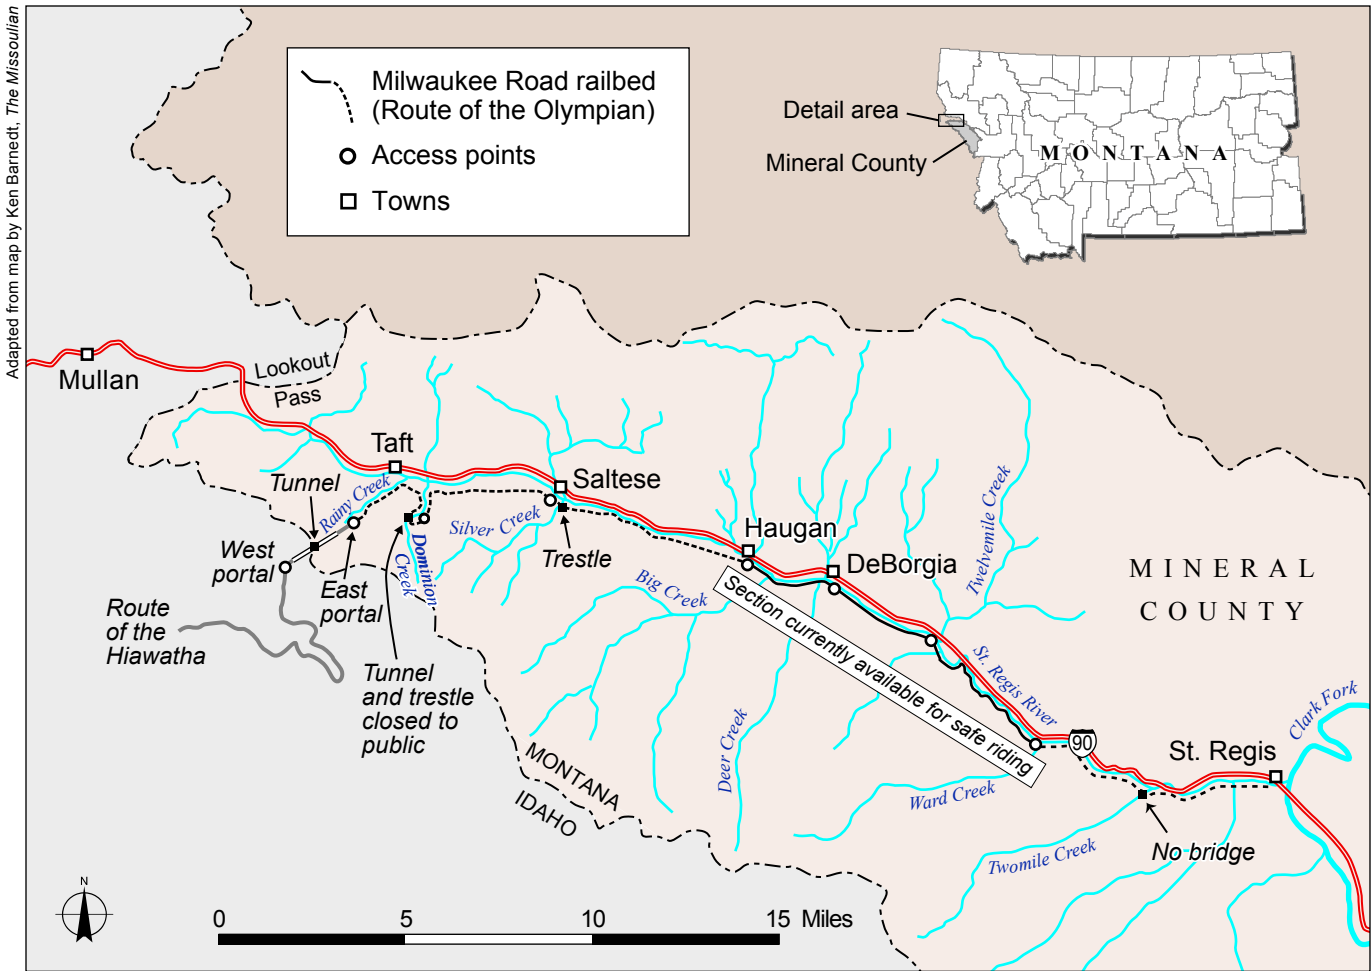 Adapted from map by Ken Barnedt, The Missoulian
Milwaukee Road railbed
(Route of the Olympian)
Access points
Towns
Detail area
Mineral County
MONTANA
Mullan
Lookout
Pass
Taft
Saltese
Tunnel
Rainy Creek
Silver Creek
Dominion
Creek
Trestle
West
portal
East
portal
Route
of the
Hiawatha
Tunnel
and trestle
closed to
public
Haugan
DeBorgia
Big Creek
Twelvemile Creek
MINERAL
COUNTY
Section currently available for safe riding
St. Regis River
Clark Fork
Deer Creek
90
St. Regis
MONTANA
IDAHO
Ward Creek
Twomile Creek
No bridge
N
0 5 10 15 Miles